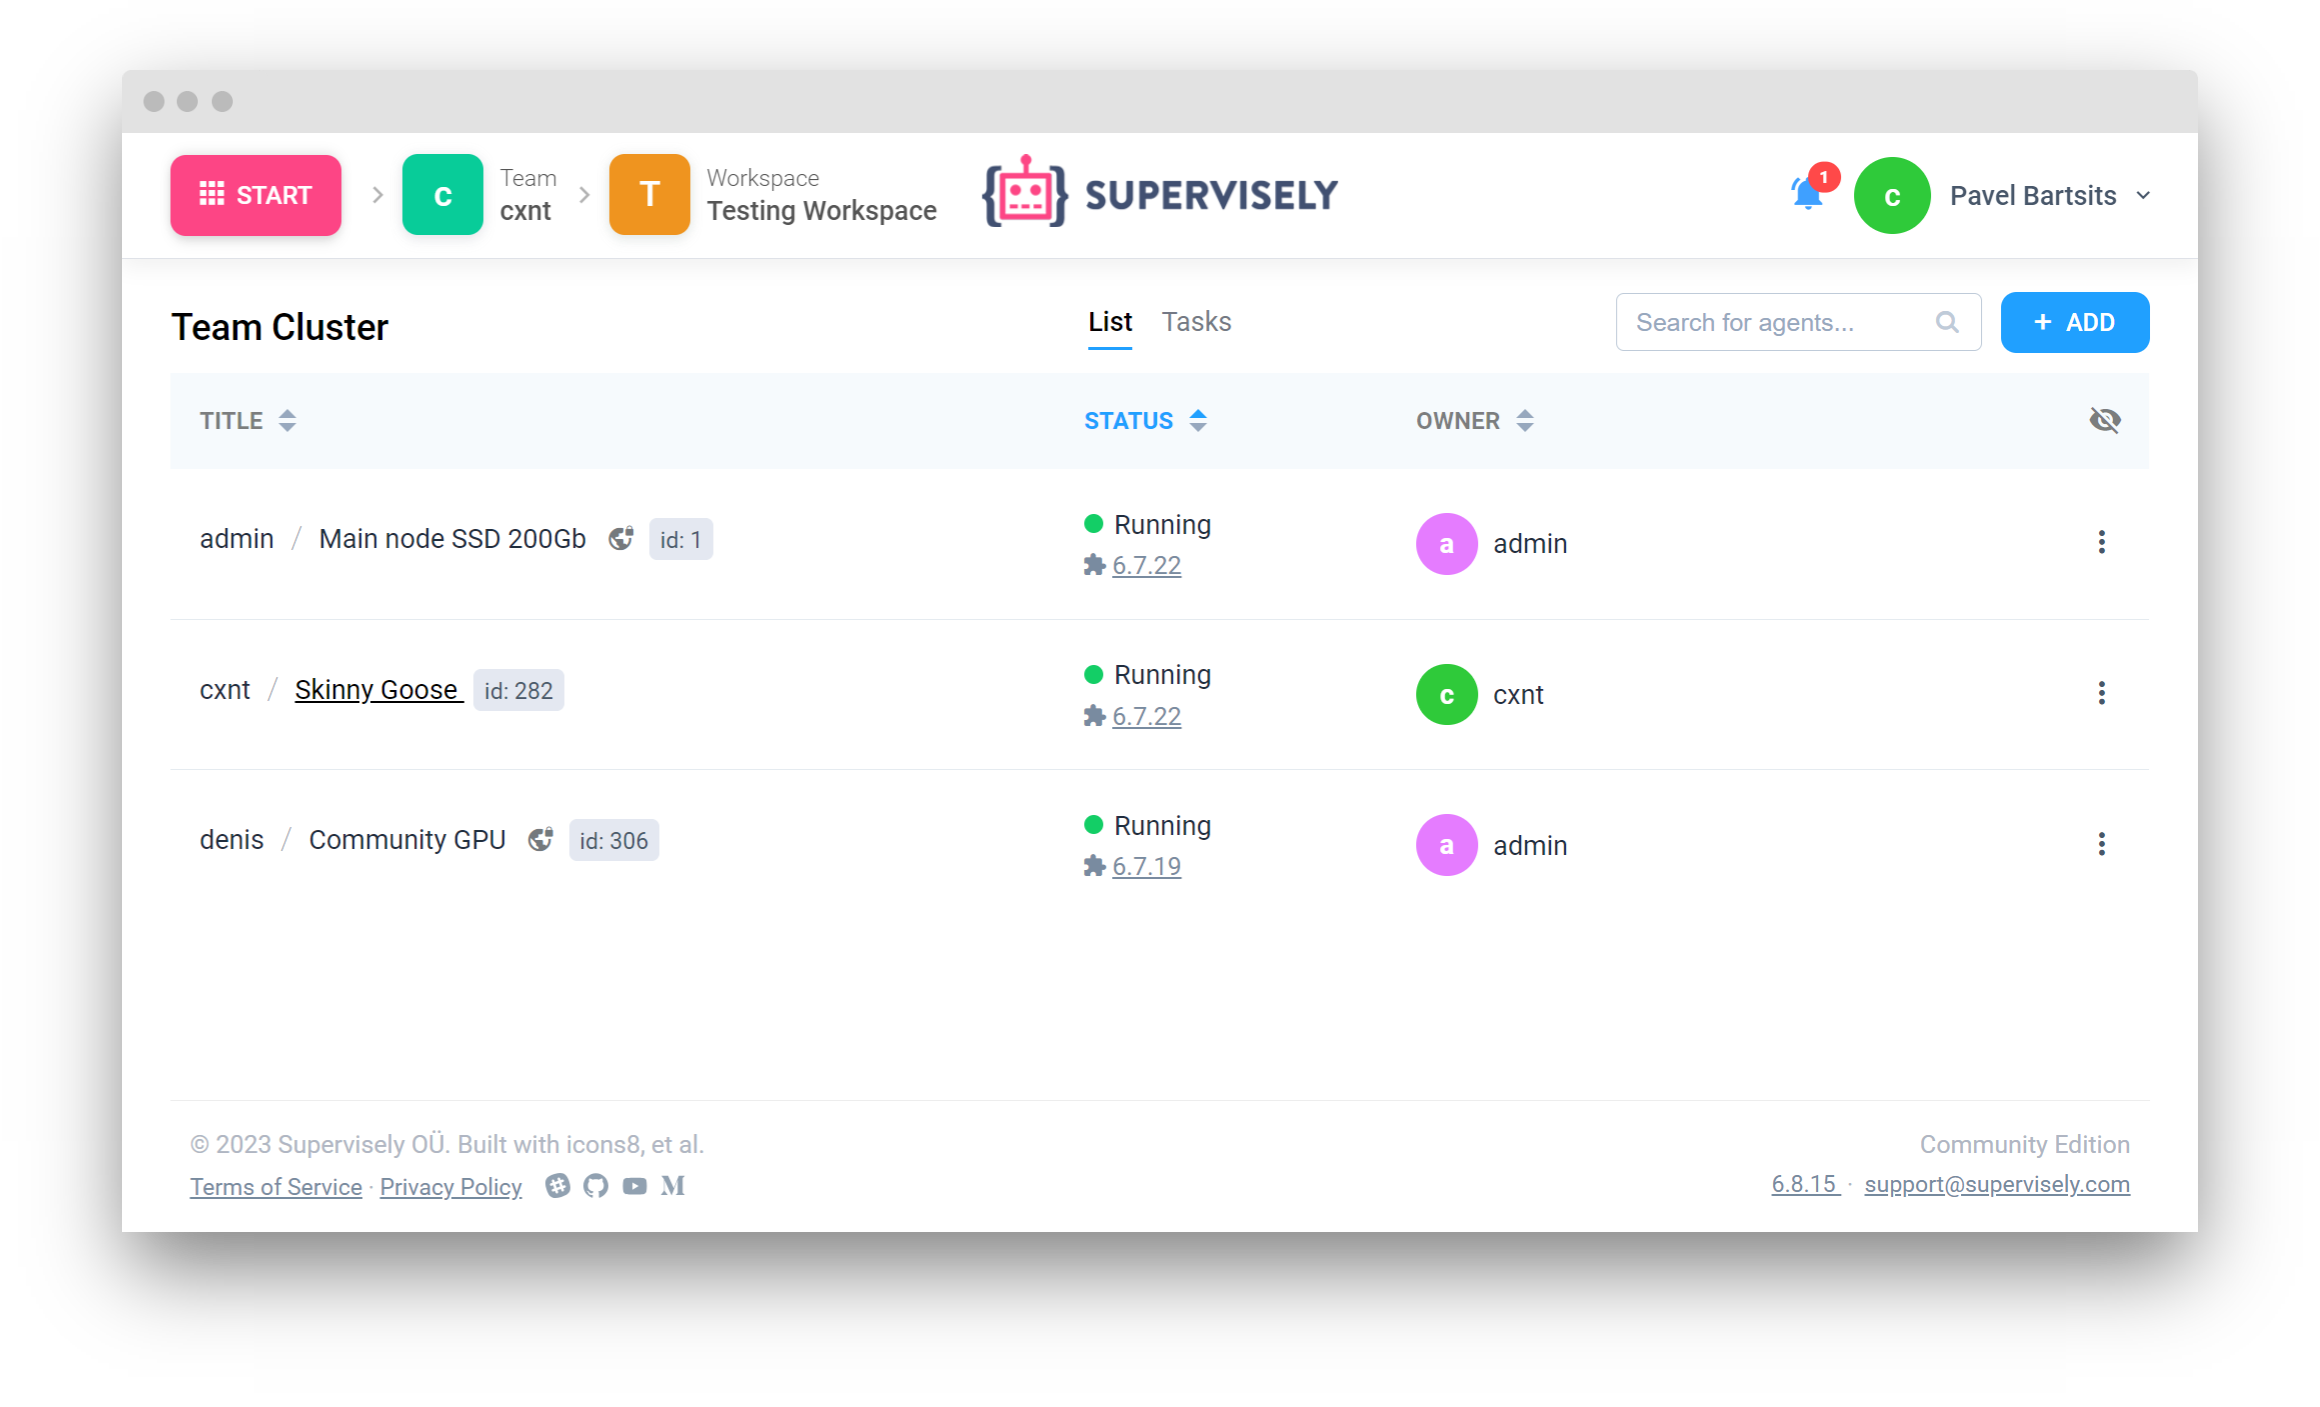 START
c
Team
cxnt
T
Workspace
Testing Workspace
SUPERVISELY
1
c
Pavel Bartsits
Team Cluster
List
Tasks
Search for agents...
+ ADD
TITLE
STATUS
OWNER
admin / Main node SSD 200Gb id: 1
Running
6.7.22
a
admin
cxnt / Skinny Goose id: 282
Running
6.7.22
c
cxnt
denis / Community GPU id: 306
Running
6.7.19
a
admin
© 2023 Supervisely OÜ. Built with icons8, et al.
Terms of Service · Privacy Policy
Community Edition
6.8.15 · support@supervisely.com